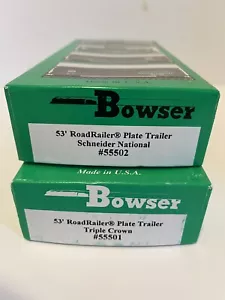 Bowser
53' RoadRailer® Plate Trailer
Schneider National
#55502
Made in U.S.A.
Bowser
53' RoadRailer® Plate Trailer
Triple Crown
#55501